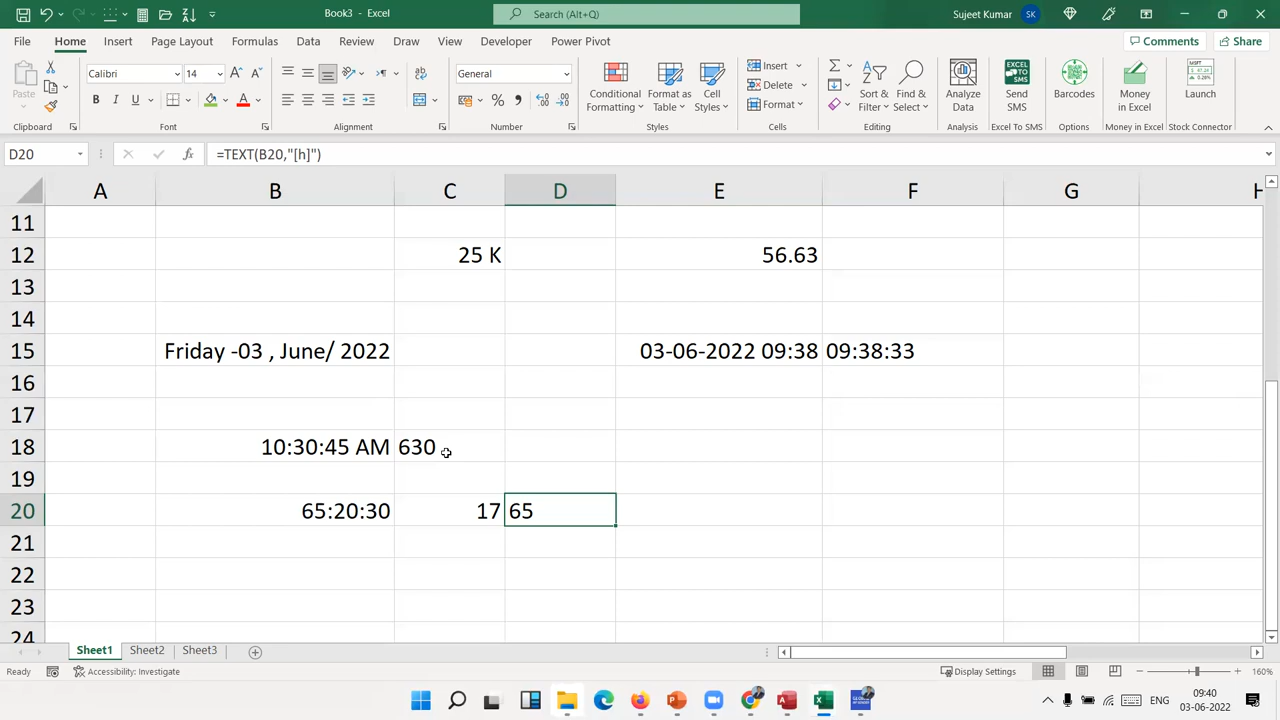 Book3 - Excel
Search (Alt+Q)
Sujeet Kumar SK
File Home Insert Page Layout Formulas Data Review View Draw Developer Power Pivot Comments Share
Calibri 14 General
Paste
B I U
Conditional Formatting
Format as Table
Cell Styles
Insert
Delete
Format
Sort & Filter
Find & Select
Analyze Data
Send SMS
Barcodes
Money in Excel
Launch
Clipboard Font Alignment Number Styles Cells Editing Analysis Excel To SMS Options Money in Excel Stock Connector
D20 =TEXT(B20,"[h]")
A B C D E F G H
11
12 25 K 56.63
13
14
15 Friday -03 , June/ 2022 03-06-2022 09:38 09:38:33
16
17
18 10:30:45 AM 630
19
20 65:20:30 17 65
21
22
23
24
Sheet1 Sheet2 Sheet3
Ready Accessibility: Investigate Display Settings 160%
ENG 09:40
03-06-2022